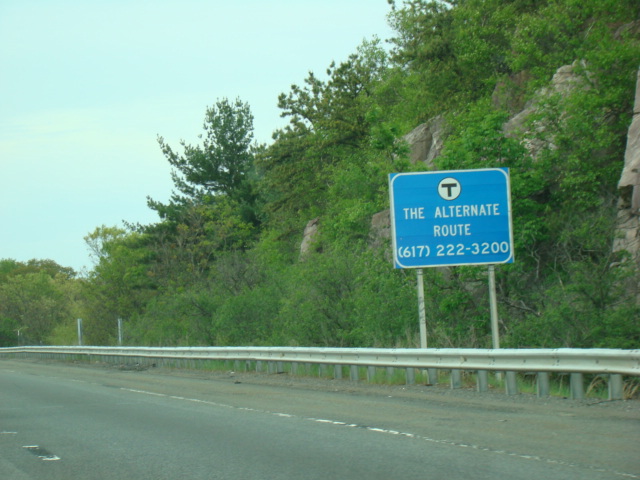 T
THE ALTERNATE
ROUTE
(617) 222-3200